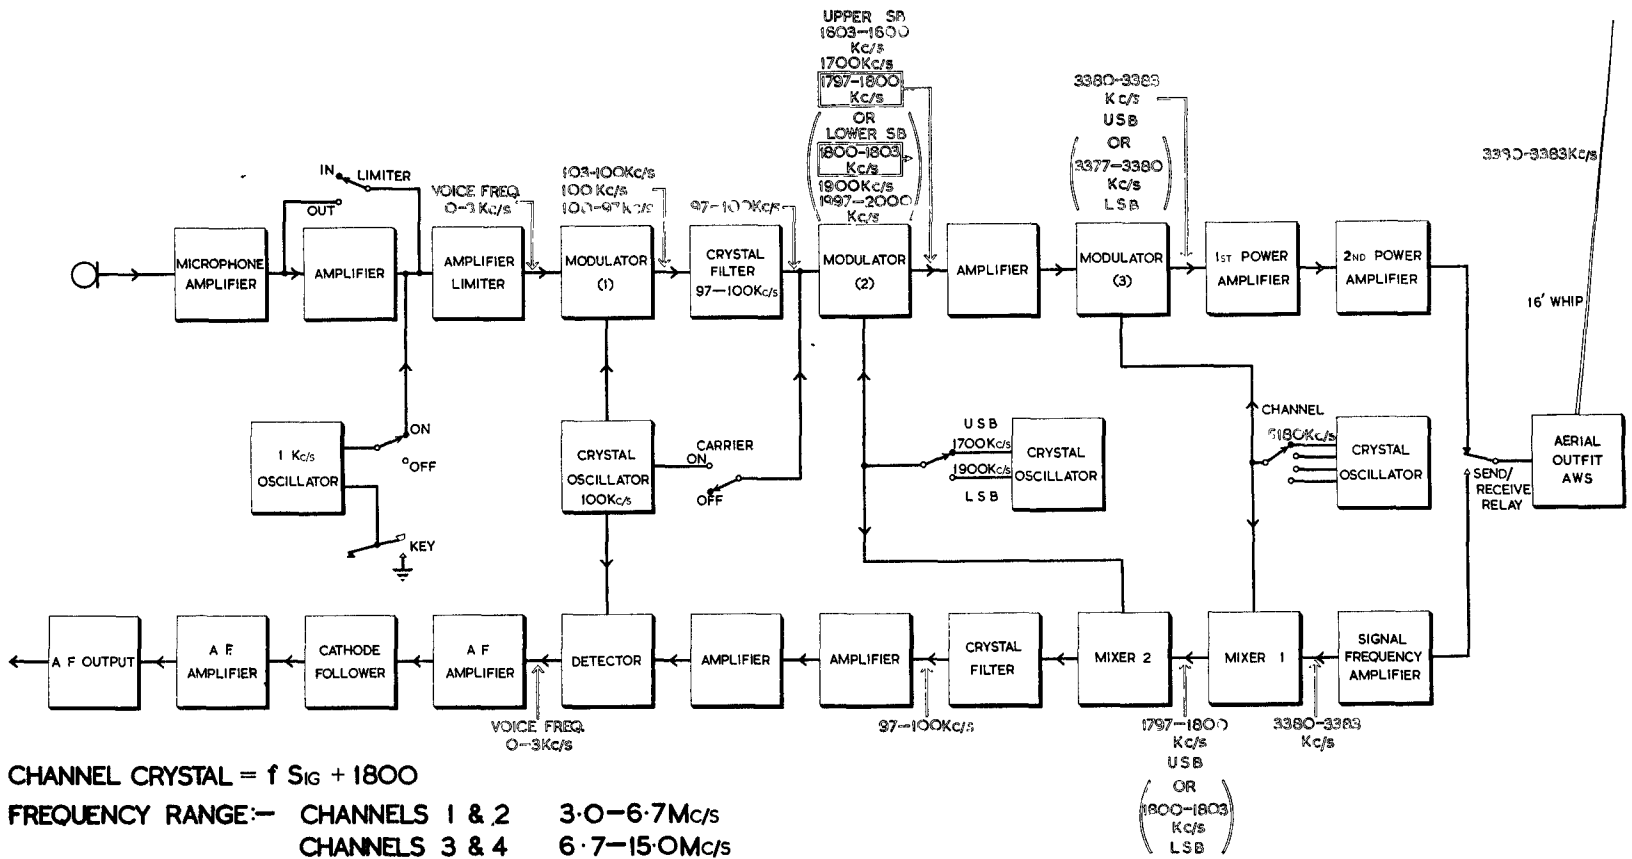 UPPER SB
1603-1600
Kc/s
1700Kc/s
1797-1800
Kc/s
OR
LOWER SB
1800-1803
Kc/s
1900Kc/s
1997-2000
Kc/s
3380-3383
Kc/s
USB
OR
3377-3380
Kc/s
LSB
3380-3383Kc/s
16' WHIP
IN
LIMITER
OUT
VOICE FREQ.
0-3Kc/s
103-100Kc/s
100Kc/s
100-97Kc/s
97-100Kc/s
MICROPHONE
AMPLIFIER
AMPLIFIER
AMPLIFIER
LIMITER
MODULATOR
(1)
CRYSTAL
FILTER
97-100Kc/s
MODULATOR
(2)
AMPLIFIER
MODULATOR
(3)
1ST POWER
AMPLIFIER
2ND POWER
AMPLIFIER
1 Kc/s
OSCILLATOR
ON
OFF
KEY
CRYSTAL
OSCILLATOR
100Kc/s
CARRIER
ON
OFF
USB
1700Kc/s
1900Kc/s
LSB
CRYSTAL
OSCILLATOR
CHANNEL
5180Kc/s
CRYSTAL
OSCILLATOR
SEND/
RECEIVE
RELAY
AERIAL
OUTFIT
AWS
A F OUTPUT
A F
AMPLIFIER
CATHODE
FOLLOWER
A F
AMPLIFIER
DETECTOR
AMPLIFIER
AMPLIFIER
CRYSTAL
FILTER
MIXER 2
MIXER 1
SIGNAL
FREQUENCY
AMPLIFIER
VOICE FREQ.
0-3Kc/s
97-100Kc/s
1797-1800
Kc/s
USB
OR
1800-1803
Kc/s
LSB
3380-3383
Kc/s
CHANNEL CRYSTAL = f SIG + 1800
FREQUENCY RANGE:- CHANNELS 1 & 2 3·0-6·7Mc/s
CHANNELS 3 & 4 6·7-15·0Mc/s